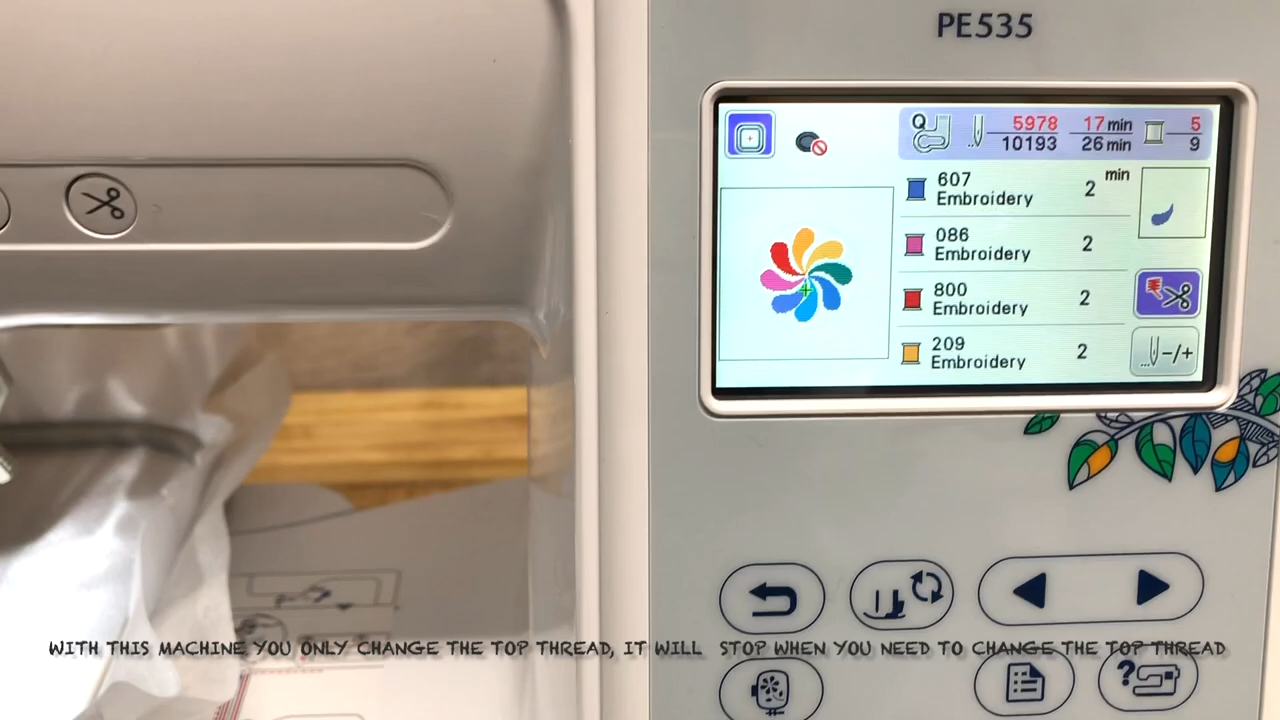 PE535
Q 5978 17 min 5
10193 26 min 9
min
607
Embroidery 2
086
Embroidery 2
800
Embroidery 2
209
Embroidery 2
-/+
?
WITH THIS MACHINE YOU ONLY CHANGE THE TOP THREAD, IT WILL STOP WHEN YOU NEED TO CHANGE THE TOP THREAD